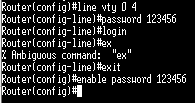 Router(config)#line vty 0 4
Router(config-line)#password 123456
Router(config-line)#login
Router(config-line)#ex
% Ambiguous command:  "ex"
Router(config-line)#exit
Router(config)#enable password 123456
Router(config)#